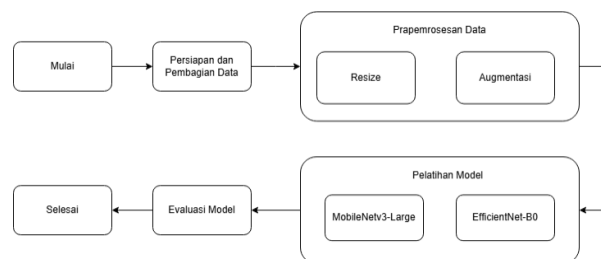 Mulai
Persiapan dan
Pembagian Data
Prapemrosesan Data
Resize
Augmentasi
Pelatihan Model
MobileNetv3-Large
EfficientNet-B0
Evaluasi Model
Selesai